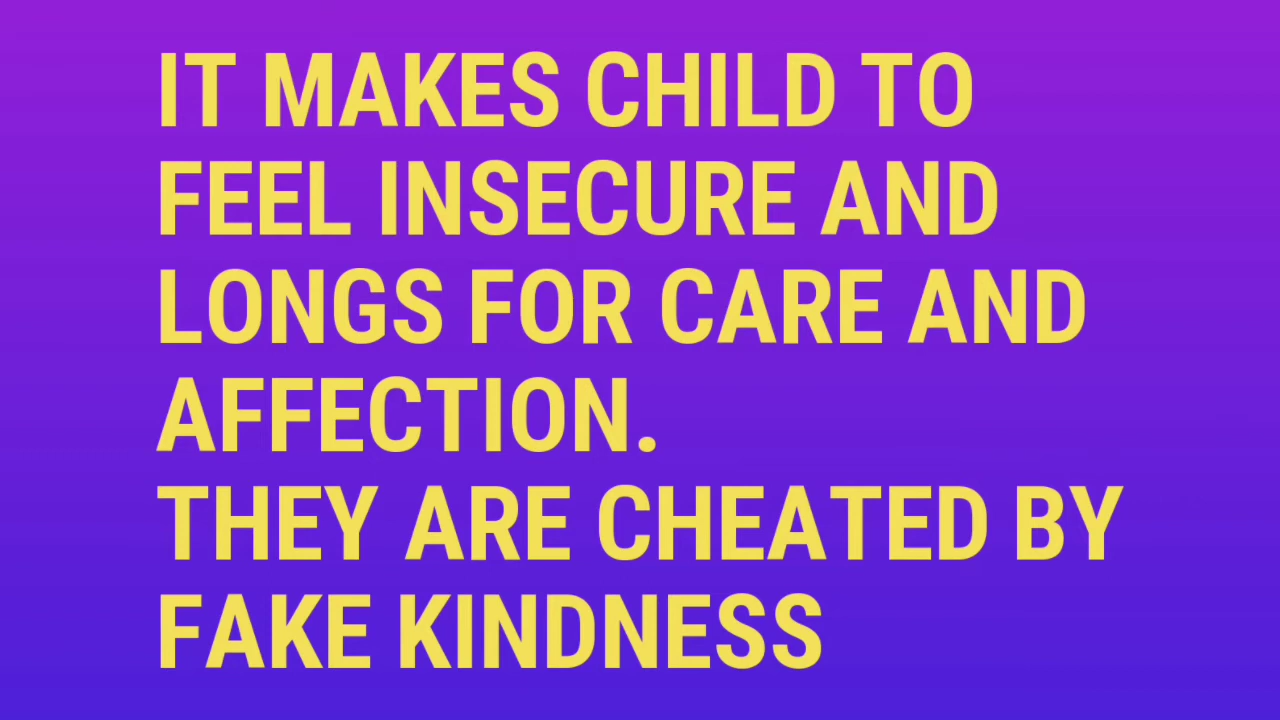 IT MAKES CHILD TO
FEEL INSECURE AND
LONGS FOR CARE AND
AFFECTION.
THEY ARE CHEATED BY
FAKE KINDNESS